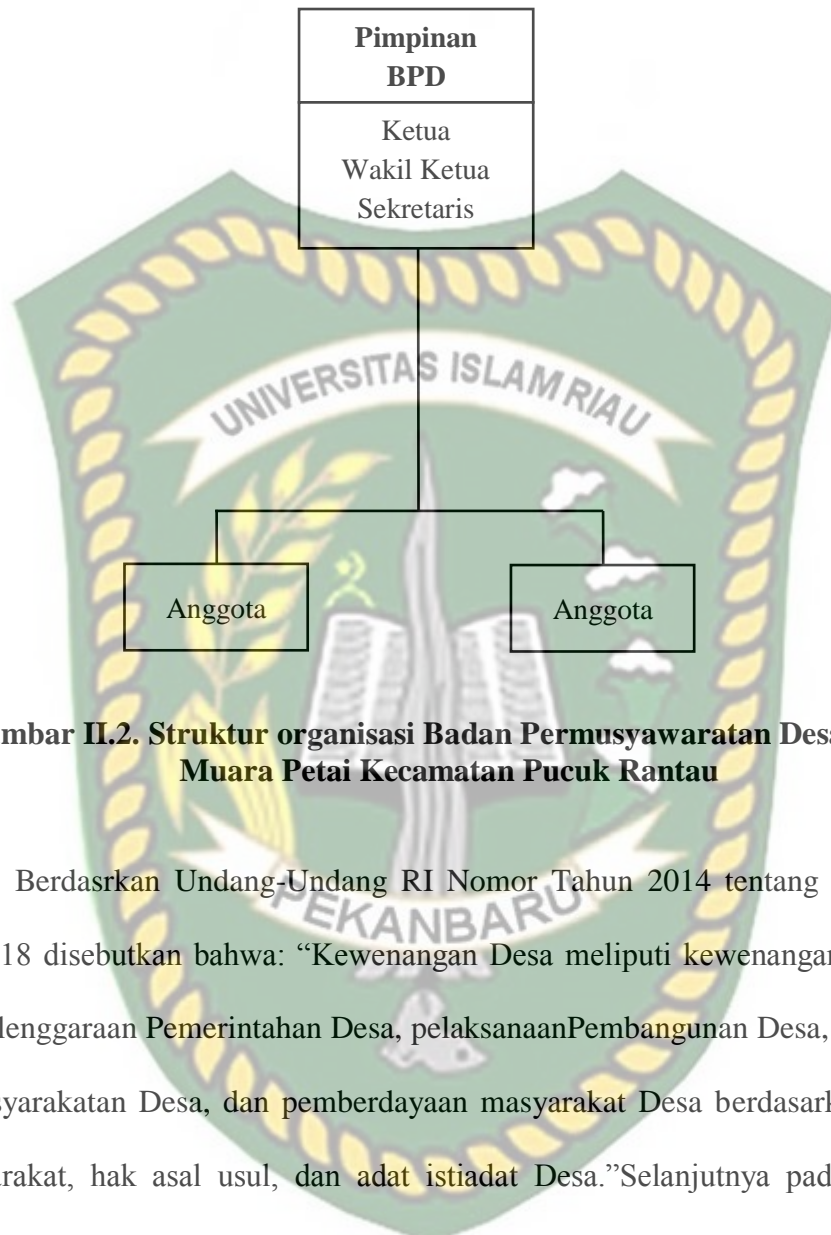 Pimpinan
BPD
Ketua
Wakil Ketua
Sekretaris
UNIVERSITAS ISLAM RIAU
Anggota
Anggota
mbar II.2. Struktur organisasi Badan Permusyawaratan Desa
Muara Petai Kecamatan Pucuk Rantau
Berdasrkan Undang-Undang RI Nomor Tahun 2014 tentang
PEKANBARU
18 disebutkan bahwa: “Kewenangan Desa meliputi kewenangan
lenggaraan Pemerintahan Desa, pelaksanaanPembangunan Desa,
syarakatan Desa, dan pemberdayaan masyarakat Desa berdasark
arakat, hak asal usul, dan adat istiadat Desa.”Selanjutnya pad